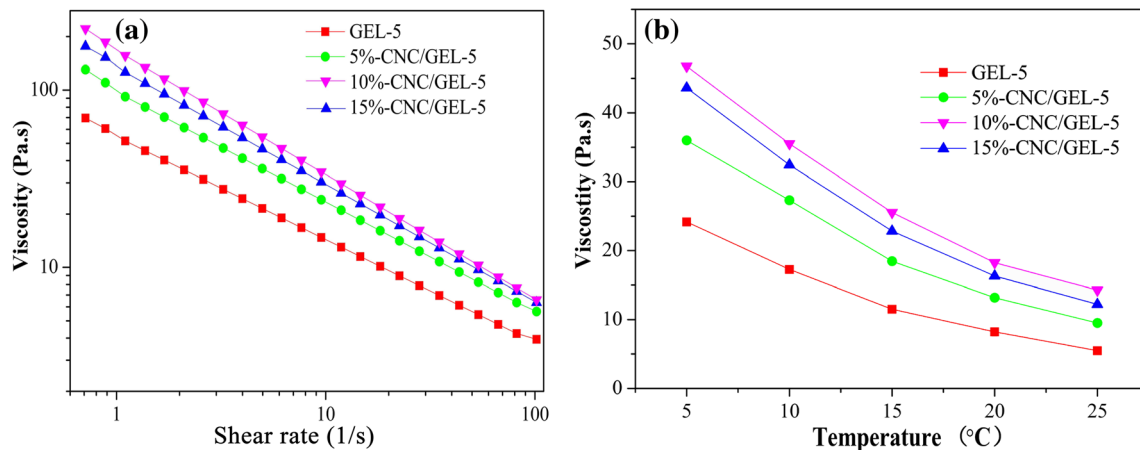 (a)
GEL-5
5%-CNC/GEL-5
10%-CNC/GEL-5
15%-CNC/GEL-5
Viscosity (Pa.s)
100
10
1
10
100
Shear rate (1/s)
(b)
GEL-5
5%-CNC/GEL-5
10%-CNC/GEL-5
15%-CNC/GEL-5
Viscostity (Pa.s)
50
40
30
20
10
0
5
10
15
20
25
Temperature (°C)